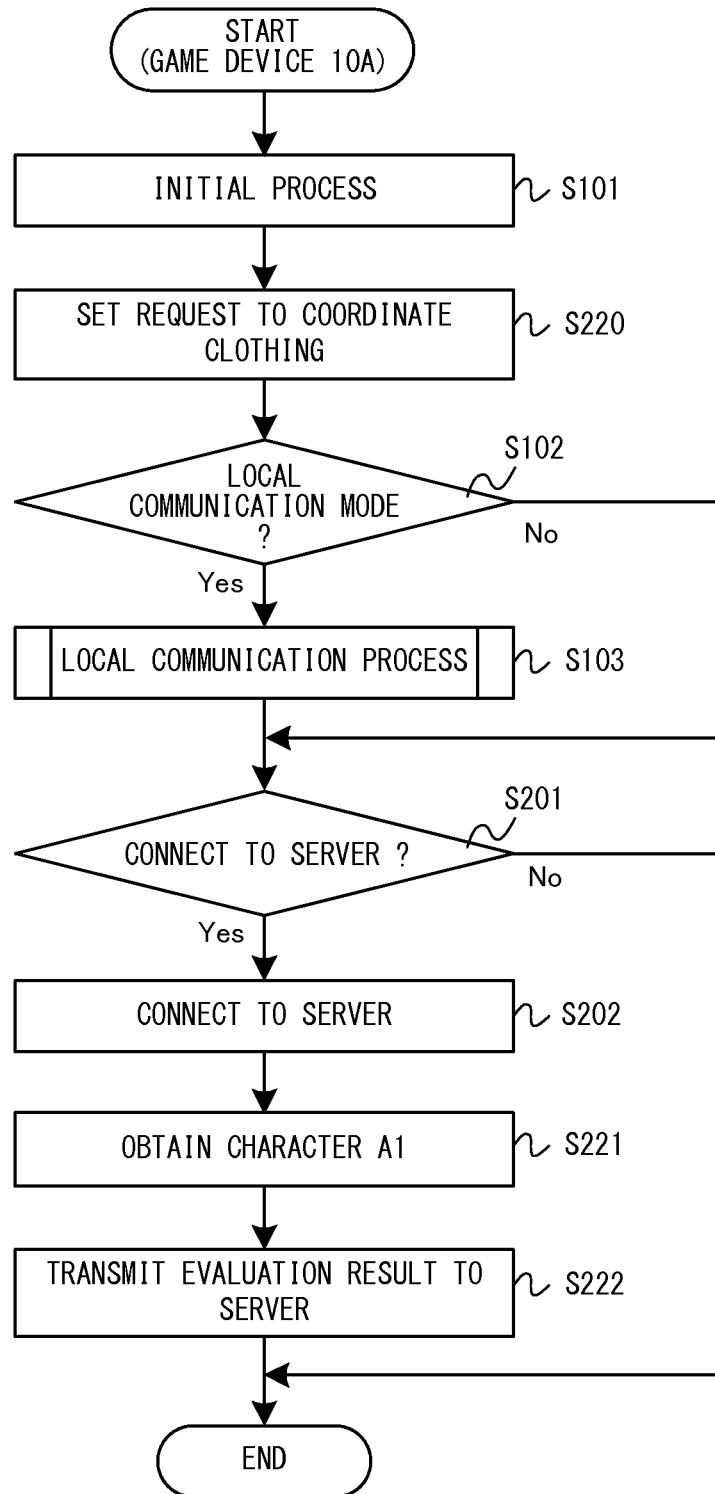 START
(GAME DEVICE 10A)
INITIAL PROCESS
S101
SET REQUEST TO COORDINATE
CLOTHING
S220
LOCAL
COMMUNICATION MODE
?
S102
No
Yes
LOCAL COMMUNICATION PROCESS
S103
CONNECT TO SERVER ?
S201
No
Yes
CONNECT TO SERVER
S202
OBTAIN CHARACTER A1
S221
TRANSMIT EVALUATION RESULT TO
SERVER
S222
END